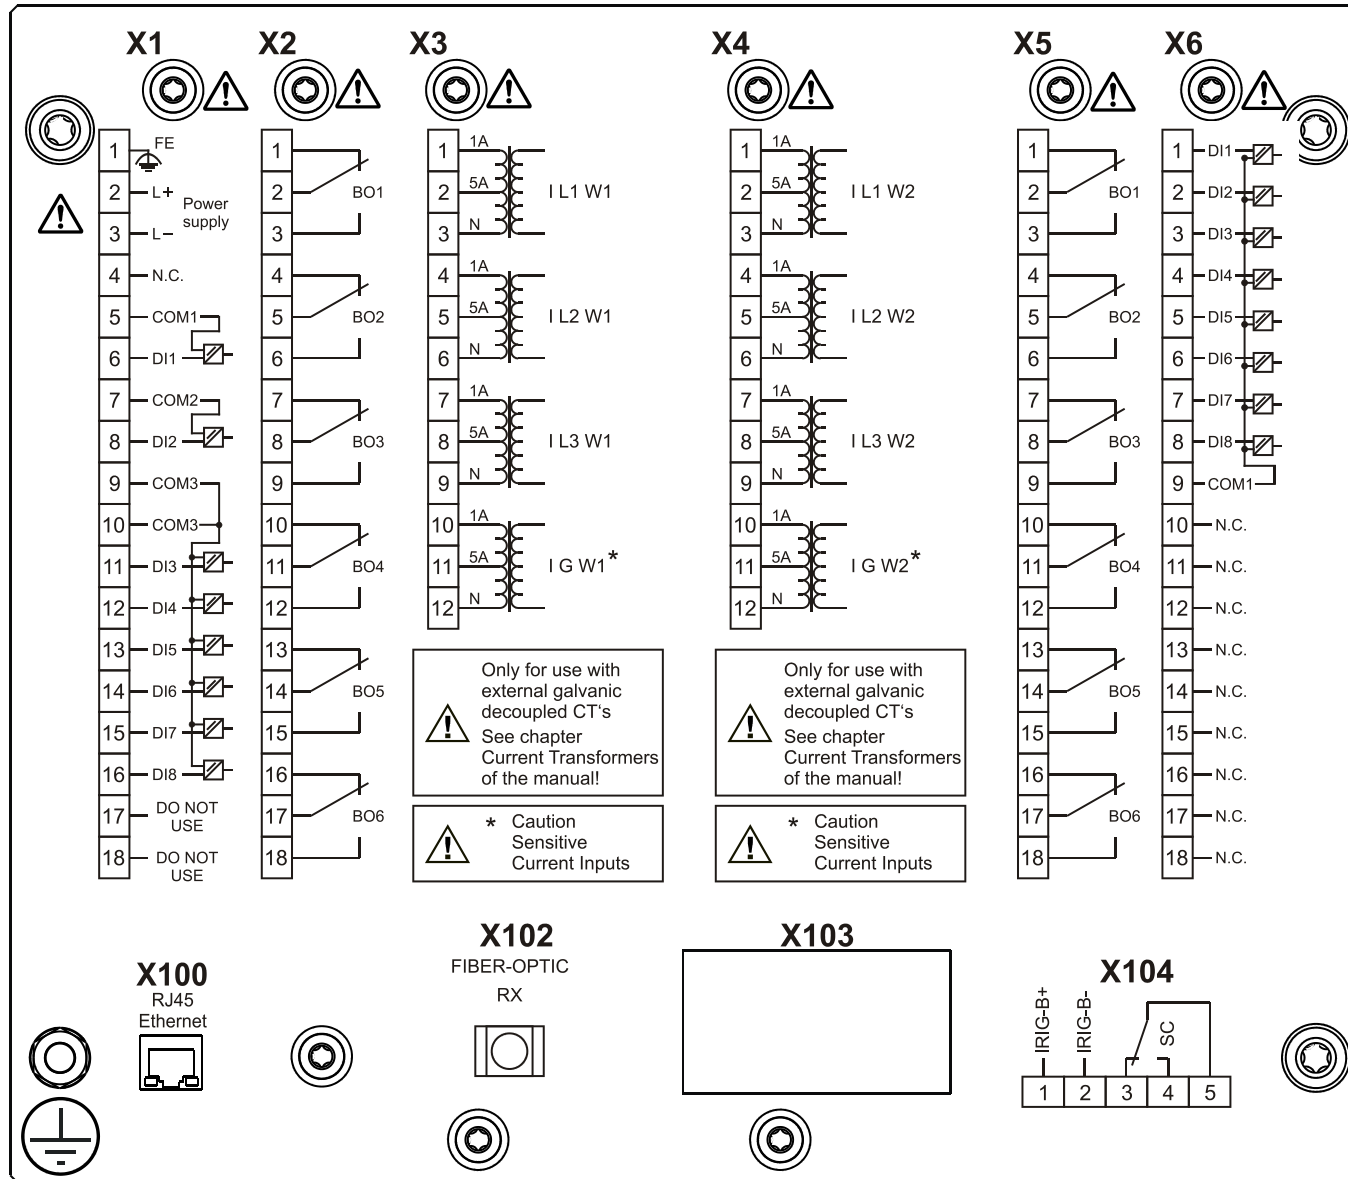 X1
1 FE
2 L+
Power
supply
3 L−
4 N.C.
5 COM1
6 DI1
7 COM2
8 DI2
9 COM3
10 COM3
11 DI3
12 DI4
13 DI5
14 DI6
15 DI7
16 DI8
17 DO NOT
USE
18 DO NOT
USE
X2
1
2 BO1
3
4
5 BO2
6
7
8 BO3
9
10
11 BO4
12
13
14 BO5
15
16
17 BO6
18
X3
1 1A
2 5A I L1 W1
3 N
4 1A
5 5A I L2 W1
6 N
7 1A
8 5A I L3 W1
9 N
10 1A
11 5A I G W1*
12 N
Only for use with
external galvanic
decoupled CT‘s
See chapter
Current Transformers
of the manual!
* Caution
Sensitive
Current Inputs
X4
1 1A
2 5A I L1 W2
3 N
4 1A
5 5A I L2 W2
6 N
7 1A
8 5A I L3 W2
9 N
10 1A
11 5A I G W2*
12 N
Only for use with
external galvanic
decoupled CT‘s
See chapter
Current Transformers
of the manual!
* Caution
Sensitive
Current Inputs
X5
1
2 BO1
3
4
5 BO2
6
7
8 BO3
9
10
11 BO4
12
13
14 BO5
15
16
17 BO6
18
X6
1 DI1
2 DI2
3 DI3
4 DI4
5 DI5
6 DI6
7 DI7
8 DI8
9 COM1
10 N.C.
11 N.C.
12 N.C.
13 N.C.
14 N.C.
15 N.C.
16 N.C.
17 N.C.
18 N.C.
X100
RJ45
Ethernet
X102
FIBER-OPTIC
RX
X103
X104
IRIG-B+
IRIG-B-
SC
1 2 3 4 5